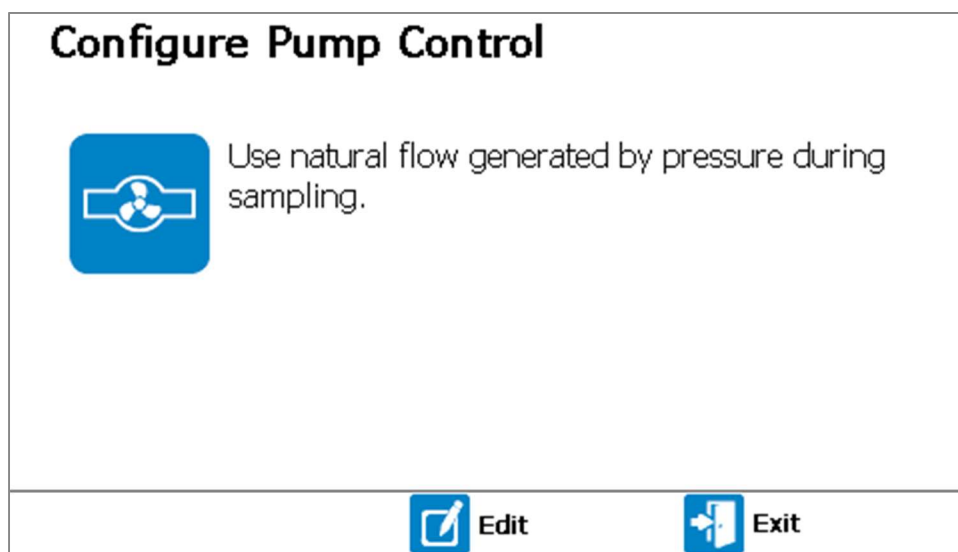 Configure Pump Control
Use natural flow generated by pressure during
sampling.
Edit
Exit